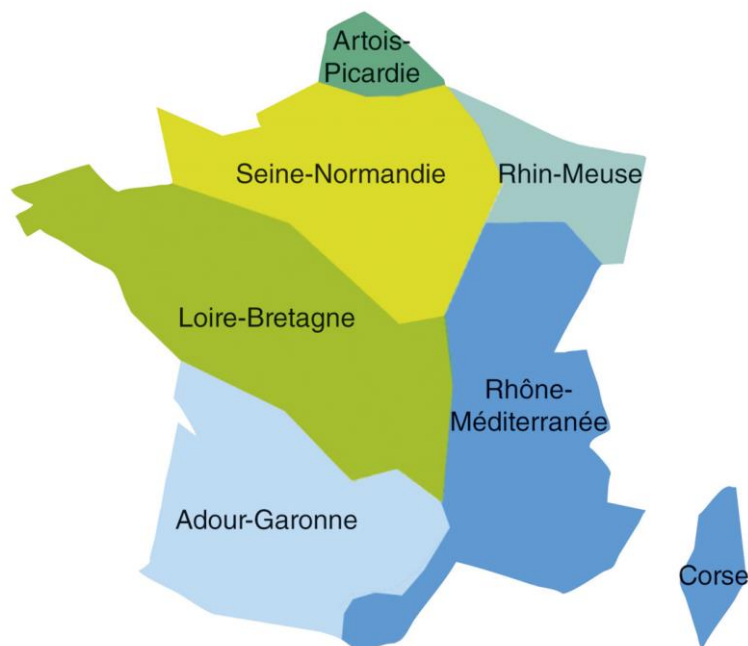 Artois-
Picardie
Seine-Normandie
Rhin-Meuse
Loire-Bretagne
Rhône-
Méditerranée
Adour-Garonne
Corse